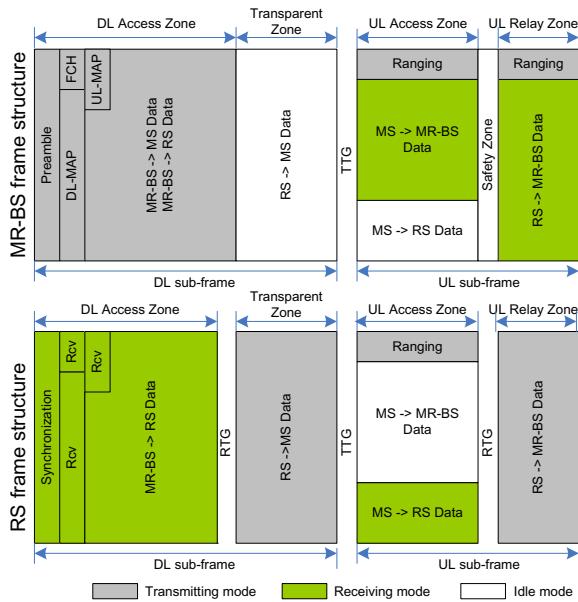 DL Access Zone
Transparent
Zone
UL Access Zone
UL Relay Zone
MR-BS frame structure
Preamble
FCH
DL-MAP
UL-MAP
MR-BS -> MS Data
MR-BS -> RS Data
RS -> MS Data
TTG
Ranging
MS -> MR-BS
Data
MS -> RS Data
Safety Zone
Ranging
RS -> MR-BS Data
DL sub-frame
UL sub-frame
DL Access Zone
Transparent
Zone
UL Access Zone
UL Relay Zone
RS frame structure
Synchronization
Rcv
Rcv
Rcv
MR-BS -> RS Data
RTG
RS ->MS Data
TTG
Ranging
MS -> MR-BS
Data
MS -> RS Data
RTG
RS -> MR-BS Data
DL sub-frame
UL sub-frame
Transmitting mode
Receiving mode
Idle mode